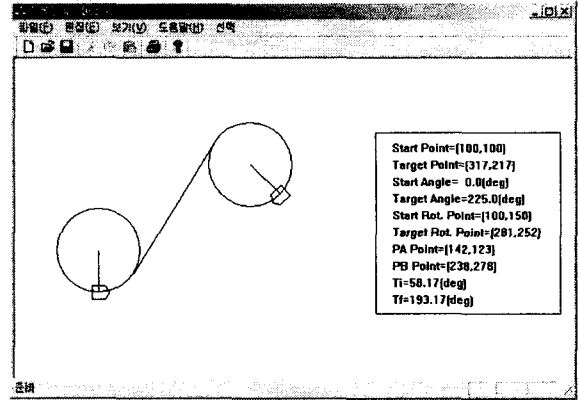 파일(F) 편집(E) 보기(V) 도움말(H) 선택
Start Point=(100,100)
Target Point=(317,217)
Start Angle= 0.0(deg)
Target Angle=225.0(deg)
Start Rot. Point=(100,150)
Target Rot. Point=(281,252)
PA Point=(142,123)
PB Point=(238,278)
Ti=58.17(deg)
Tf=193.17(deg)
준비